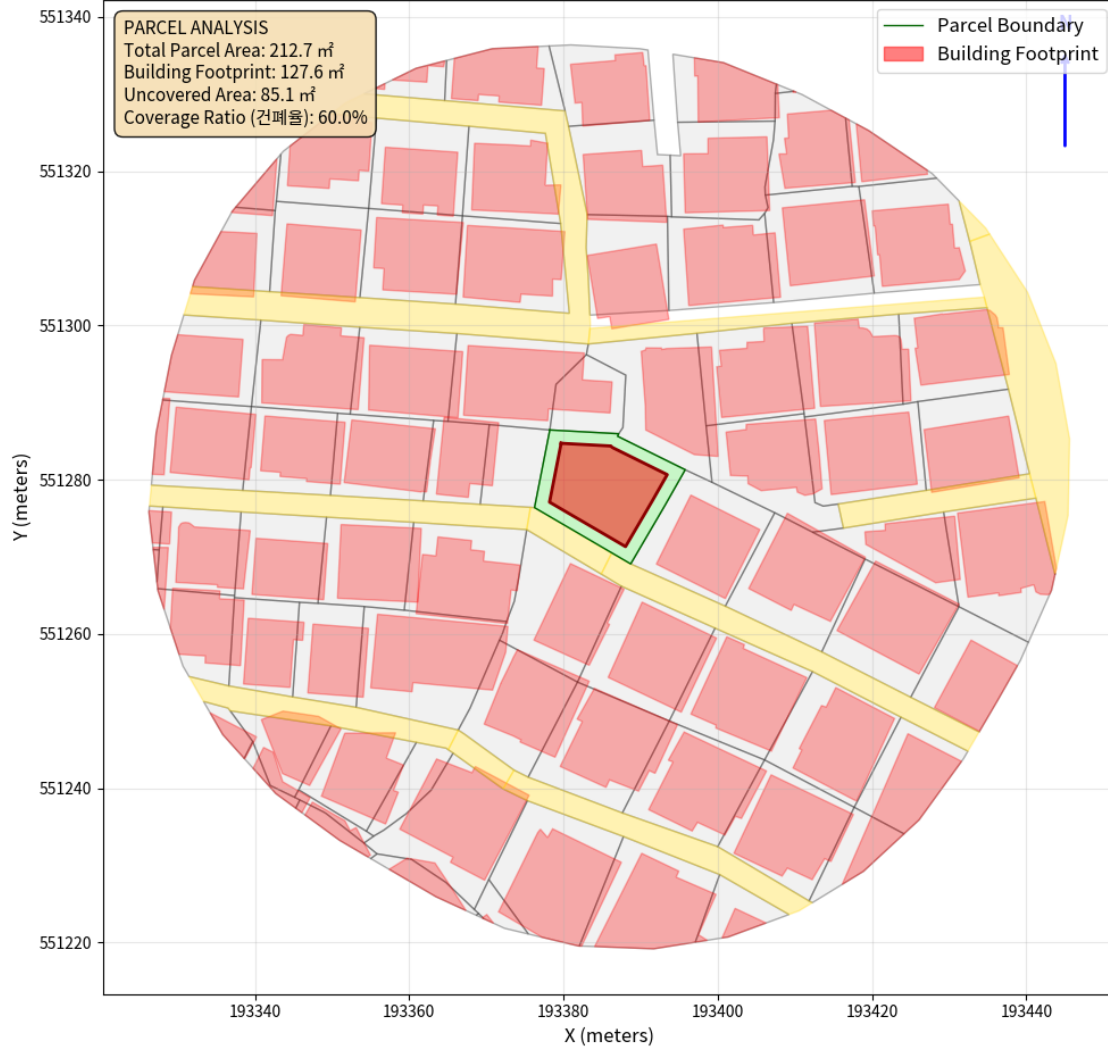 PARCEL ANALYSIS
Total Parcel Area: 212.7 ㎡
Building Footprint: 127.6 ㎡
Uncovered Area: 85.1 ㎡
Coverage Ratio (건폐율): 60.0%
Parcel Boundary
Building Footprint
N
551340
551320
551300
551280
551260
551240
551220
Y (meters)
193340
193360
193380
193400
193420
193440
X (meters)